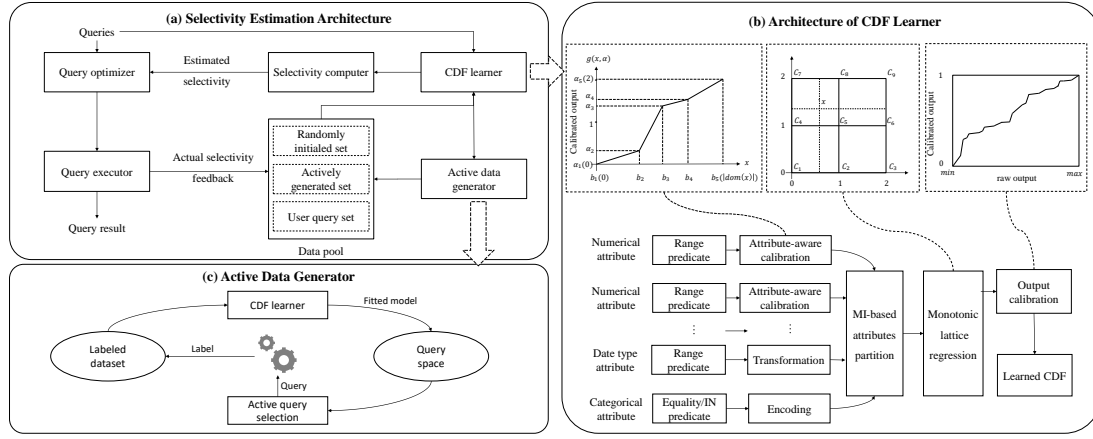 (a) Selectivity Estimation Architecture
Queries
Query optimizer
Estimated
selectivity
Selectivity computer
CDF learner
Randomly
initialed set
Query executor
Actual selectivity
feedback
Actively
generated set
Active data
generator
User query set
Query result
Data pool
(c) Active Data Generator
CDF learner
Fitted model
Labeled
dataset
Label
Query
space
Query
Active query
selection
(b) Architecture of CDF Learner
g(x, α)
Calibrated output
α₅(2)
α₄
α₃
1
α₂
α₁(0)
x
b₁(0)
b₂
b₃
b₄
b₅(|dom(x)|)
2
C₇
C₈
C₉
x
1
C₄
C₅
C₆
0
C₁
C₂
C₃
0
1
2
Calibrated output
1
0
min
raw output
max
Numerical
attribute
Range
predicate
Attribute-aware
calibration
Numerical
attribute
Range
predicate
Attribute-aware
calibration
⋮
⋮
Date type
attribute
Range
predicate
Transformation
Categorical
attribute
Equality/IN
predicate
Encoding
MI-based
attributes
partition
Monotonic
lattice
regression
Output
calibration
Learned CDF